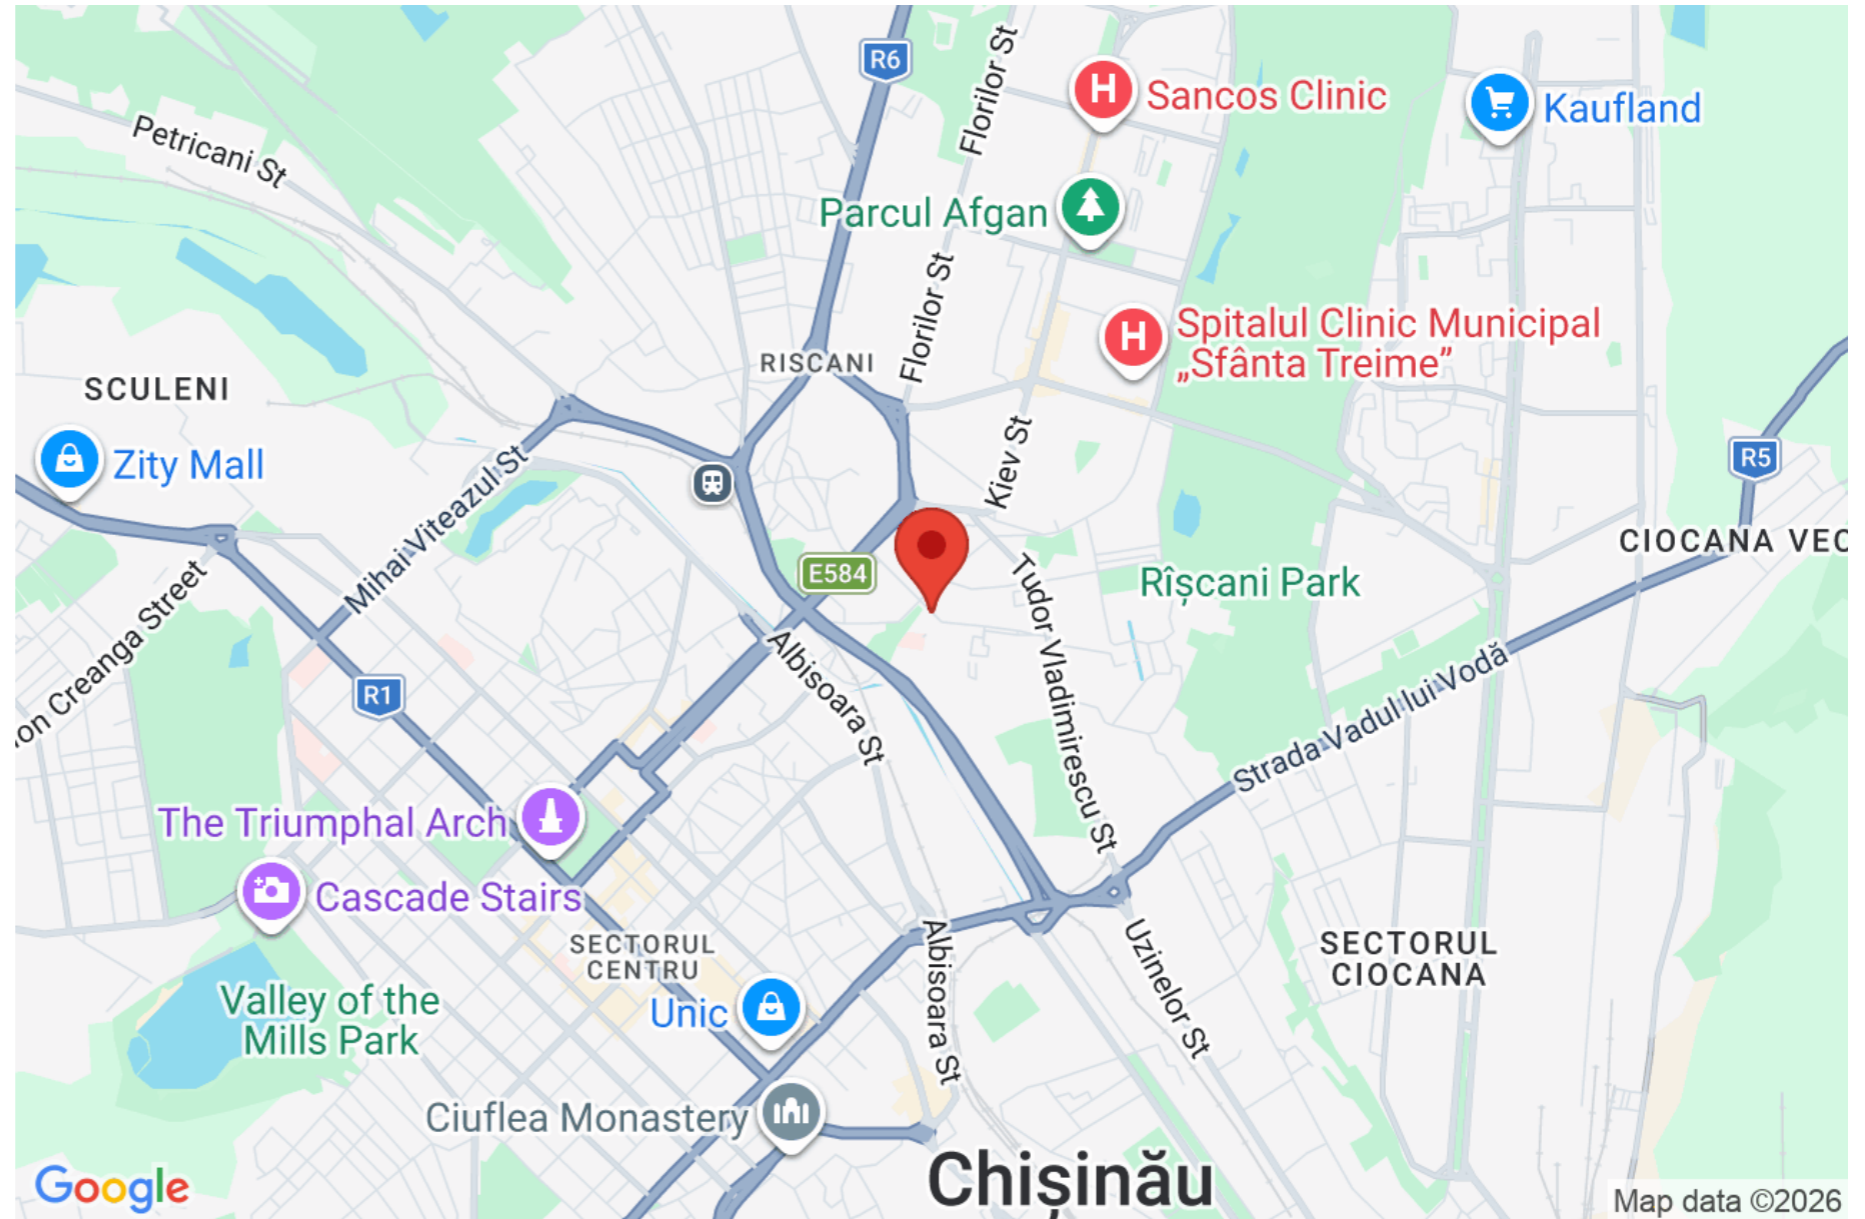 R6
Florilor St
H
Sancos Clinic
Kaufland
Petricani St
Parcul Afgan
Florilor St
H
Spitalul Clinic Municipal
„Sfânta Treime”
RISCANI
SCULENI
Zity Mall
Mihai Viteazul St
Kiev St
R5
CIOCANA VEC
E584
Rîșcani Park
Tudor Vladimirescu St
Ion Creanga Street
R1
Albisoara St
Strada Vadul lui Vodă
The Triumphal Arch
Cascade Stairs
SECTORUL
CENTRU
Albisoara St
Uzinelor St
SECTORUL
CIOCANA
Valley of the
Mills Park
Unic
Ciuflea Monastery
Chișinău
Google
Map data ©2026